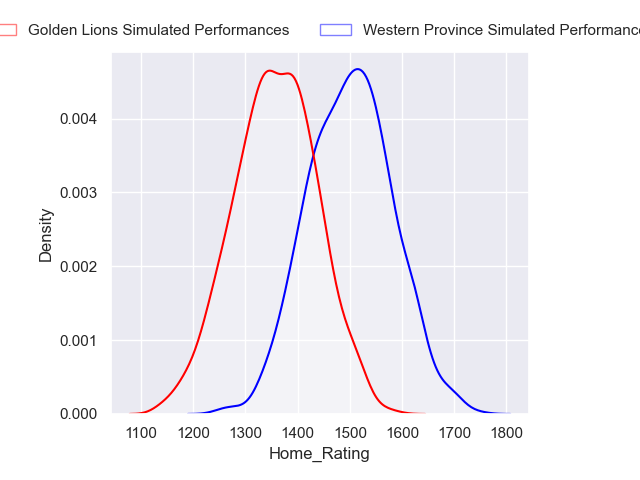 Golden Lions Simulated Performances
Western Province Simulated Performanc
0.004
0.003
0.002
0.001
0.000
Density
1100 1200 1300 1400 1500 1600 1700 1800
Home_Rating